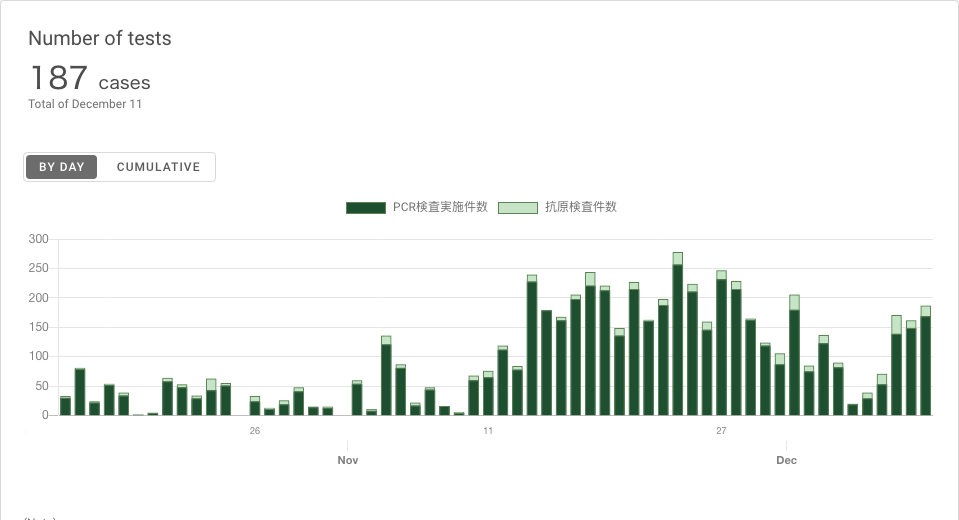 Number of tests
187 cases
Total of December 11
BY DAY CUMULATIVE
PCR検査実施件数 抗原検査件数
300
250
200
150
100
50
0
26 11 27
Nov Dec